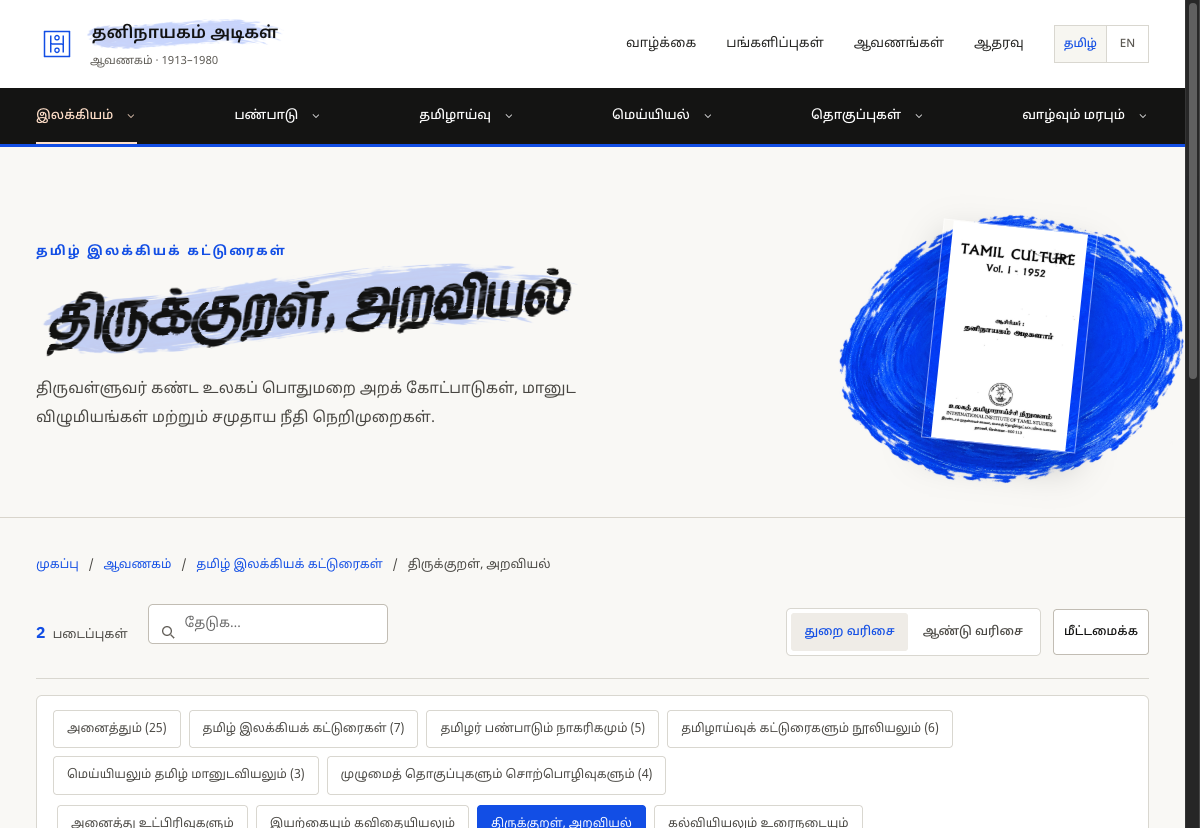 தனிநாயகம் அடிகள்
ஆவணகம் · 1913–1980
வாழ்க்கை பங்களிப்புகள் ஆவணங்கள் ஆதரவு தமிழ் EN
இலக்கியம் பண்பாடு தமிழாய்வு மெய்யியல் தொகுப்புகள் வாழ்வும் மரபும்
தமிழ் இலக்கியக் கட்டுரைகள்
திருக்குறள், அறவியல்
திருவள்ளுவர் கண்ட உலகப் பொதுமறை அறக் கோட்பாடுகள், மானுட
விழுமியங்கள் மற்றும் சமுதாய நீதி நெறிமுறைகள்.
TAMIL CULTURE
Vol. I - 1952
ஆசிரியர் :
தனிநாயகம் அடிகளார்
உலகத் தமிழாராய்ச்சி நிறுவனம்
INTERNATIONAL INSTITUTE OF TAMIL STUDIES
முகப்பு / ஆவணகம் / தமிழ் இலக்கியக் கட்டுரைகள் / திருக்குறள், அறவியல்
2 படைப்புகள் தேடுக... துறை வரிசை ஆண்டு வரிசை மீட்டமைக்க
அனைத்தும் (25) தமிழ் இலக்கியக் கட்டுரைகள் (7) தமிழர் பண்பாடும் நாகரிகமும் (5) தமிழாய்வுக் கட்டுரைகளும் நூலியலும் (6)
மெய்யியலும் தமிழ் மானுடவியலும் (3) முழுமைத் தொகுப்புகளும் சொற்பொழிவுகளும் (4)
அனைத்து உட்பிரிவுகளும் இயற்கையும் கவிதையியலும் திருக்குறள், அறவியல் கல்வியியலும் உரைநடையும்